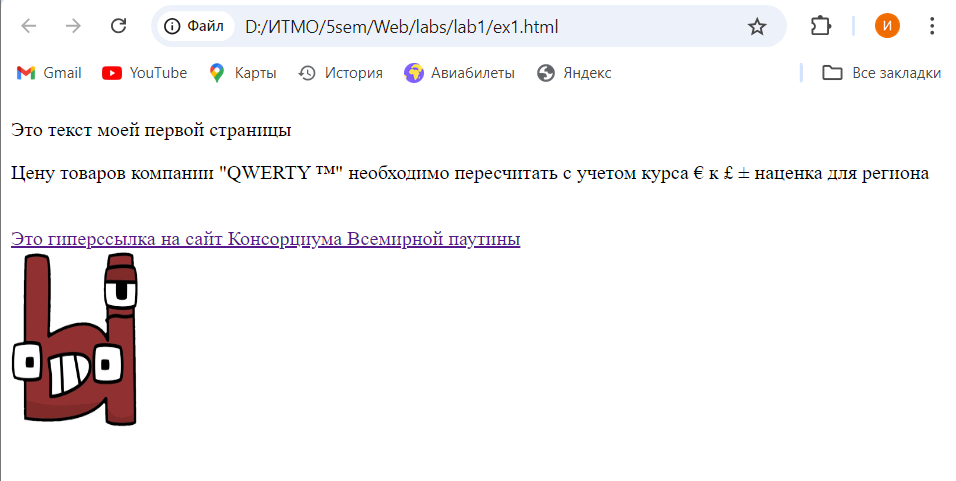 Файл D:/ИТМО/5sem/Web/labs/lab1/ex1.html И
Gmail YouTube Карты История Авиабилеты Яндекс Все закладки
Это текст моей первой страницы
Цену товаров компании "QWERTY ™" необходимо пересчитать с учетом курса € к £ ± наценка для региона
Это гиперссылка на сайт Консорциума Всемирной паутины